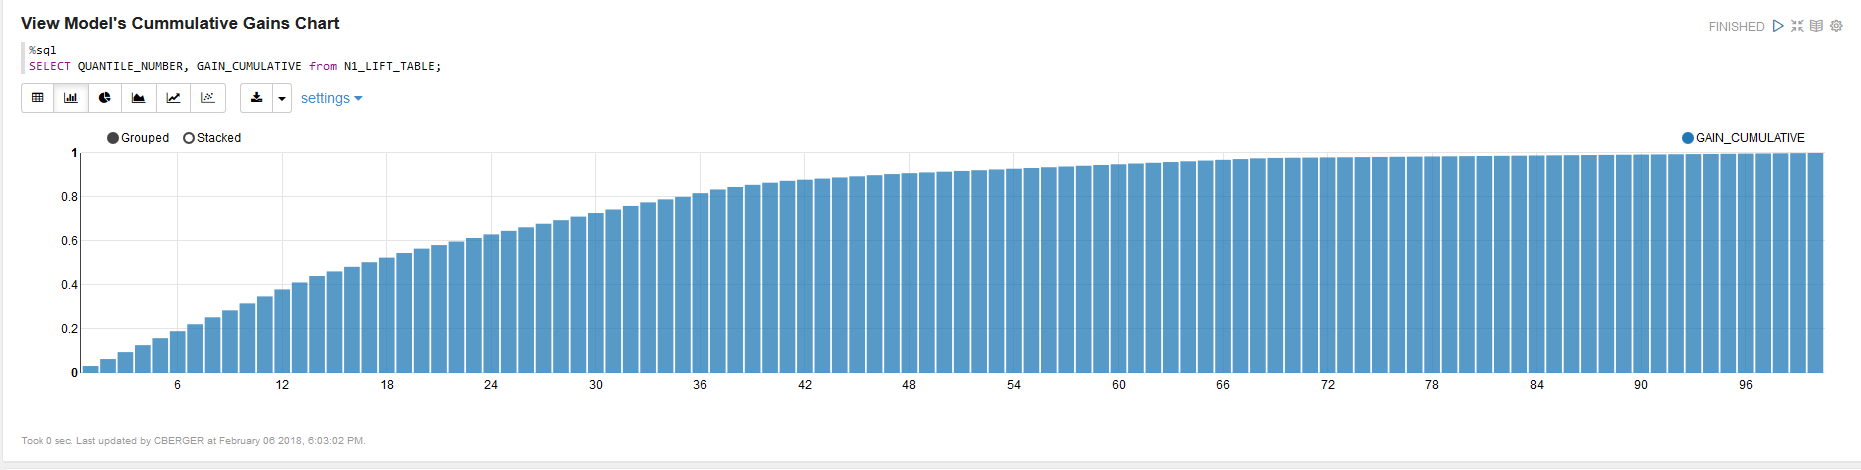 View Model's Cummulative Gains Chart
FINISHED
%sql
SELECT QUANTILE_NUMBER, GAIN_CUMULATIVE from N1_LIFT_TABLE;
settings
Grouped Stacked GAIN_CUMULATIVE
1
0.8
0.6
0.4
0.2
0
6 12 18 24 30 36 42 48 54 60 66 72 78 84 90 96
Took 0 sec. Last updated by CBERGER at February 06 2018, 6:03:02 PM.